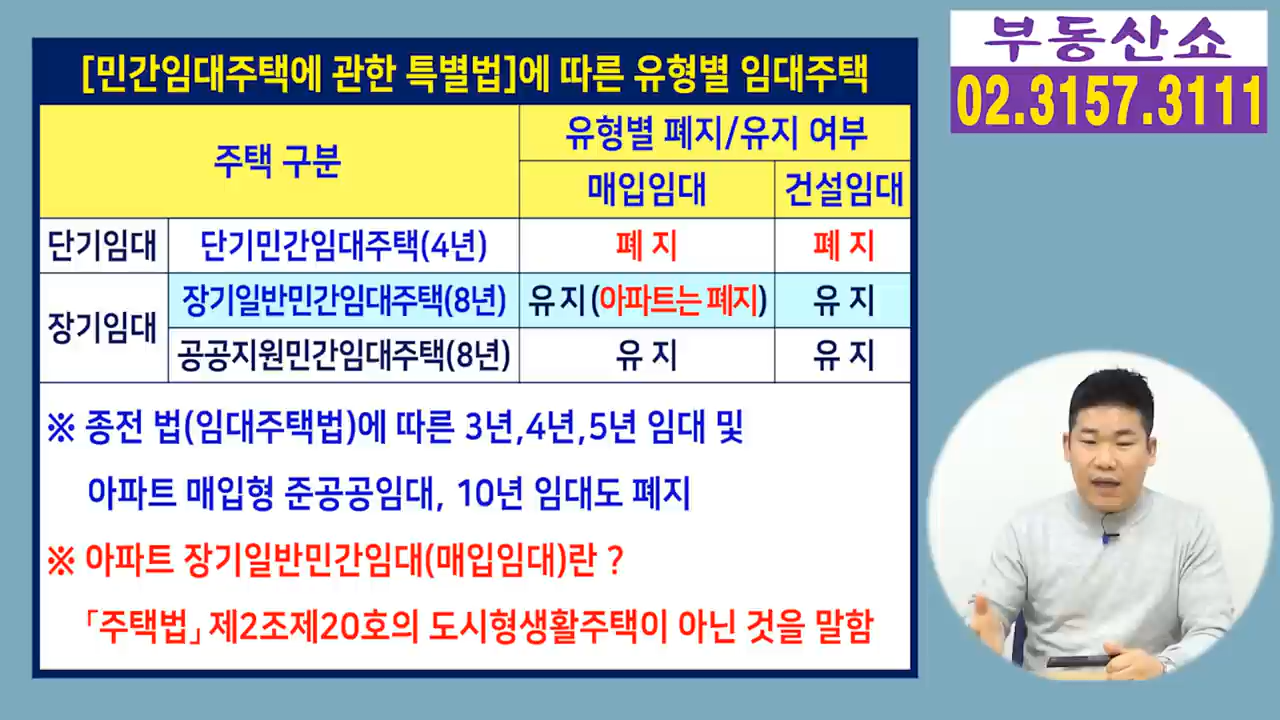 부동산쇼
02.3157.3111
[민간임대주택에 관한 특별법]에 따른 유형별 임대주택
주택 구분
유형별 폐지/유지 여부
매입임대
건설임대
단기임대
단기민간임대주택(4년)
폐 지
폐 지
장기임대
장기일반민간임대주택(8년)
유 지 (아파트는 폐지)
유 지
공공지원민간임대주택(8년)
유 지
유 지
※ 종전 법(임대주택법)에 따른 3년,4년,5년 임대 및
아파트 매입형 준공공임대, 10년 임대도 폐지
※ 아파트 장기일반민간임대(매입임대)란 ?
「주택법」 제2조제20호의 도시형생활주택이 아닌 것을 말함